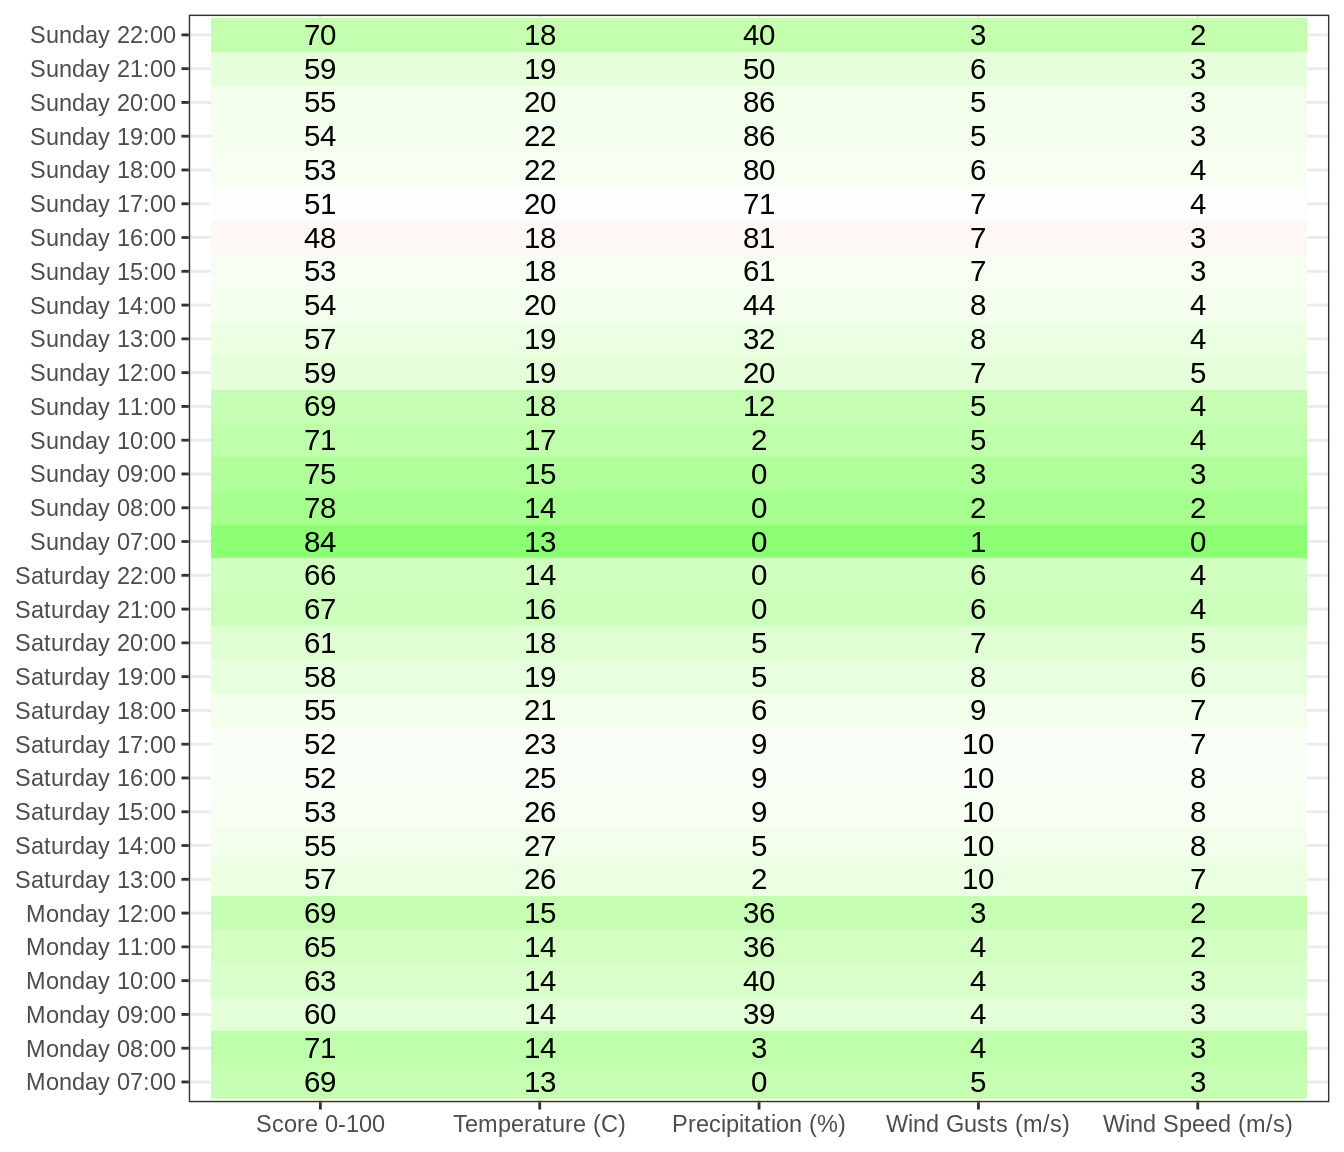 Sunday 22:00 70 18 40 3 2
Sunday 21:00 59 19 50 6 3
Sunday 20:00 55 20 86 5 3
Sunday 19:00 54 22 86 5 3
Sunday 18:00 53 22 80 6 4
Sunday 17:00 51 20 71 7 4
Sunday 16:00 48 18 81 7 3
Sunday 15:00 53 18 61 7 3
Sunday 14:00 54 20 44 8 4
Sunday 13:00 57 19 32 8 4
Sunday 12:00 59 19 20 7 5
Sunday 11:00 69 18 12 5 4
Sunday 10:00 71 17 2 5 4
Sunday 09:00 75 15 0 3 3
Sunday 08:00 78 14 0 2 2
Sunday 07:00 84 13 0 1 0
Saturday 22:00 66 14 0 6 4
Saturday 21:00 67 16 0 6 4
Saturday 20:00 61 18 5 7 5
Saturday 19:00 58 19 5 8 6
Saturday 18:00 55 21 6 9 7
Saturday 17:00 52 23 9 10 7
Saturday 16:00 52 25 9 10 8
Saturday 15:00 53 26 9 10 8
Saturday 14:00 55 27 5 10 8
Saturday 13:00 57 26 2 10 7
Monday 12:00 69 15 36 3 2
Monday 11:00 65 14 36 4 2
Monday 10:00 63 14 40 4 3
Monday 09:00 60 14 39 4 3
Monday 08:00 71 14 3 4 3
Monday 07:00 69 13 0 5 3
Score 0-100 Temperature (C) Precipitation (%) Wind Gusts (m/s) Wind Speed (m/s)